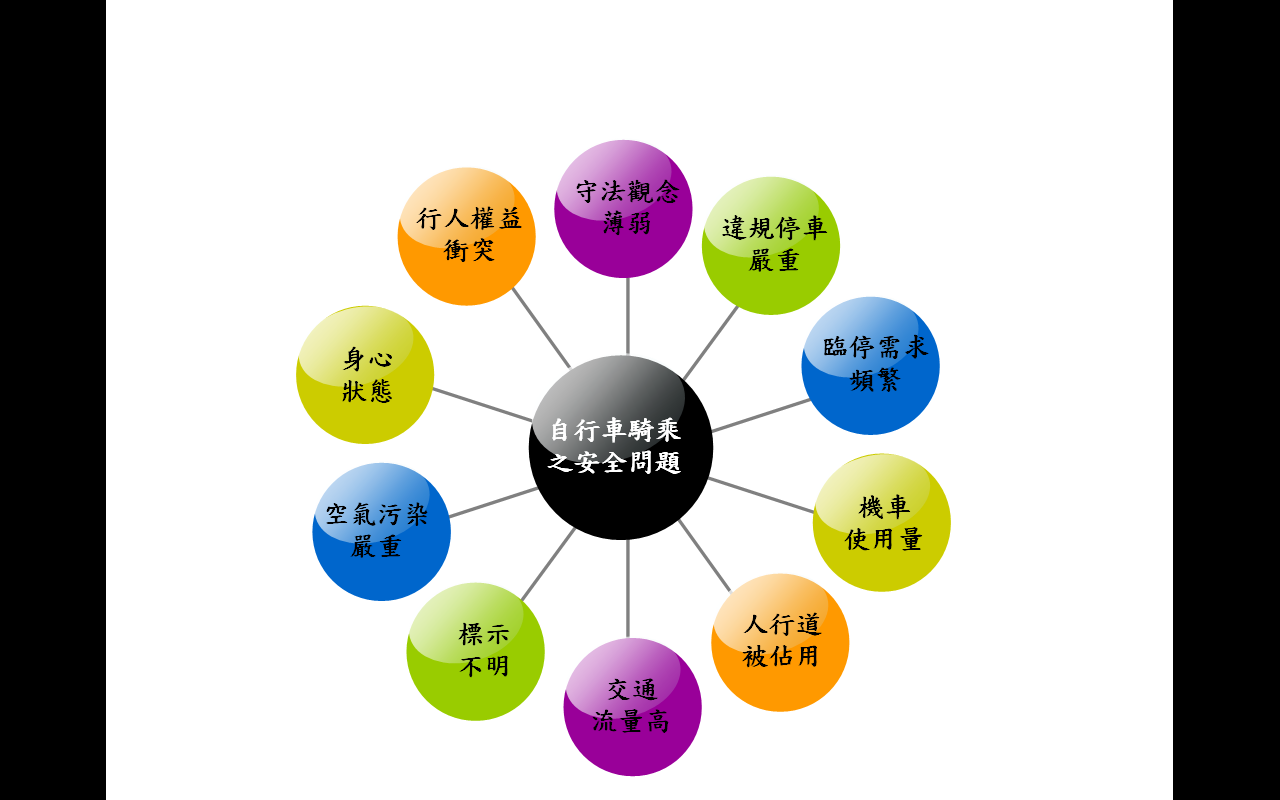 守法觀念
薄弱
違規停車
嚴重
臨停需求
頻繁
機車
使用量
人行道
被佔用
交通
流量高
標示
不明
空氣污染
嚴重
身心
狀態
行人權益
衝突
自行車騎乘
之安全問題